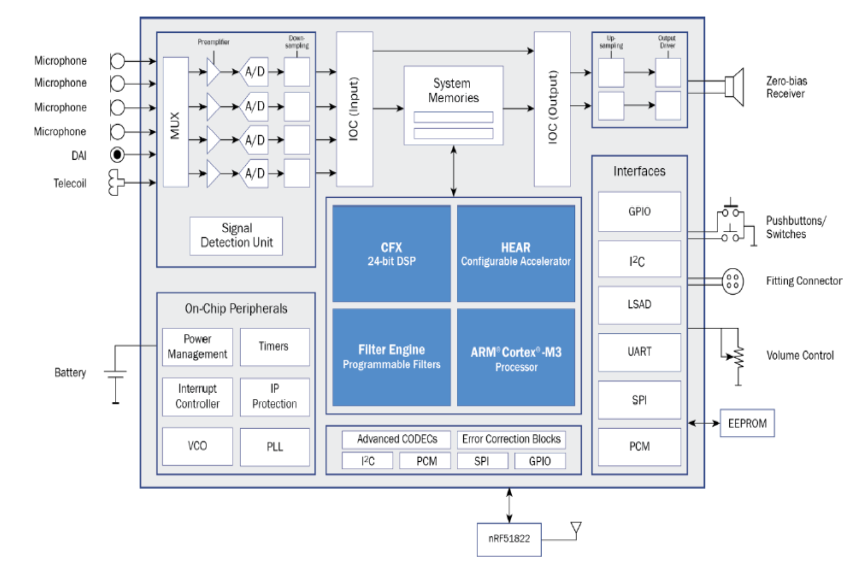 Microphone
Microphone
Microphone
Microphone
DAI
Telecoil
Battery
MUX
Preamplifier
Down-
sampling
A/D
A/D
A/D
A/D
Signal
Detection Unit
IOC (Input)
System
Memories
IOC (Output)
Up-
sampling
Output
Driver
Zero-bias
Receiver
CFX
24-bit DSP
HEAR
Configurable Accelerator
Filter Engine
Programmable Filters
ARM® Cortex®-M3
Processor
On-Chip Peripherals
Power
Management
Timers
Interrupt
Controller
IP
Protection
VCO
PLL
Advanced CODECs
Error Correction Blocks
I²C
PCM
SPI
GPIO
Interfaces
GPIO
I²C
LSAD
UART
SPI
PCM
Pushbuttons/
Switches
Fitting Connector
Volume Control
EEPROM
nRF51822